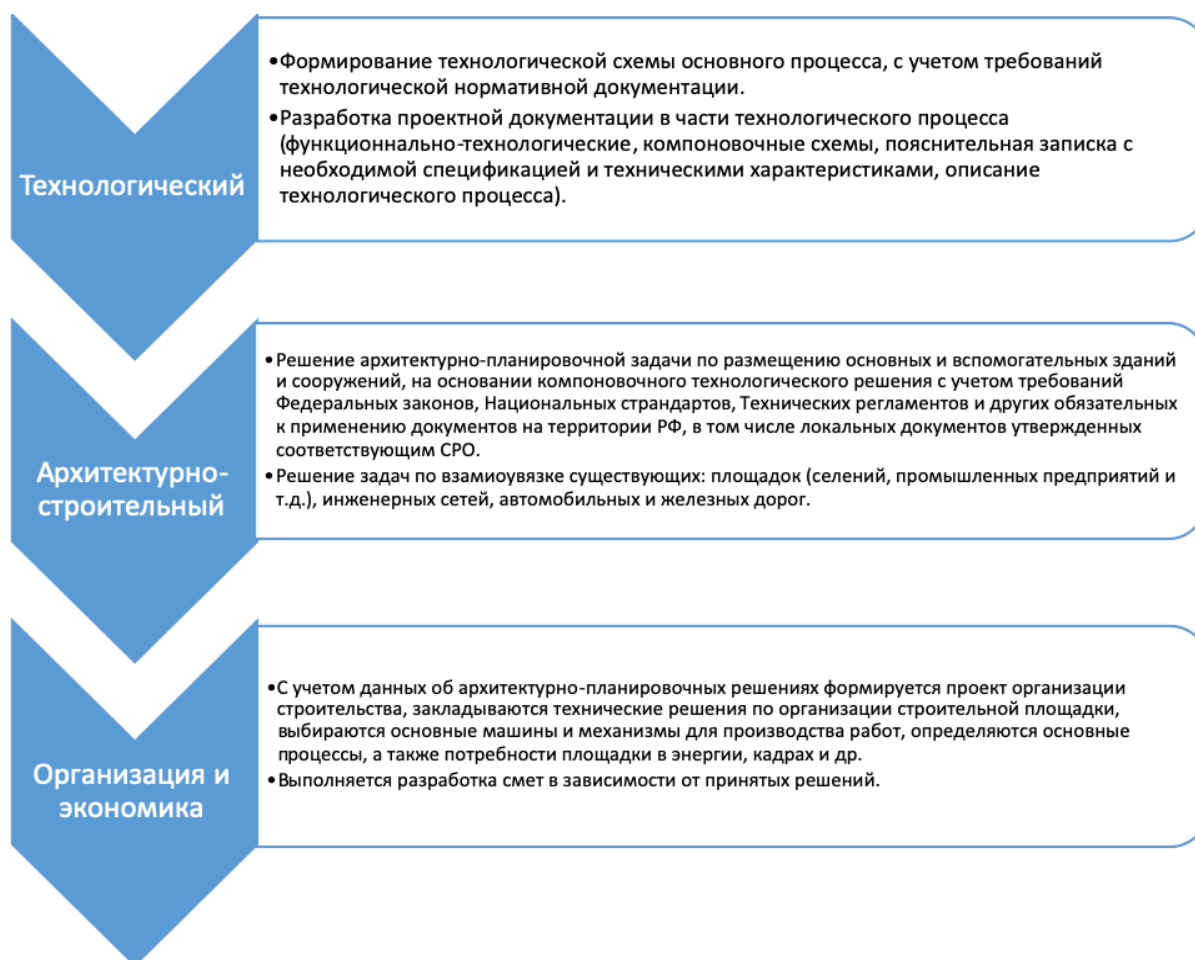 Технологический
•Формирование технологической схемы основного процесса, с учетом требований
технологической нормативной документации.
•Разработка проектной документации в части технологического процесса
(функционнально-технологические, компоновочные схемы, пояснительная записка с
необходимой спецификацией и техническими характеристиками, описание
технологического процесса).
Архитектурно-
строительный
•Решение архитектурно-планировочной задачи по размещению основных и вспомогательных зданий
и сооружений, на основании компоновочного технологического решения с учетом требований
Федеральных законов, Национальных страндартов, Технических регламентов и других обязательных
к применению документов на территории РФ, в том числе локальных документов утвержденных
соответствующим СРО.
•Решение задач по взамиоувязке существующих: площадок (селений, промышленных предприятий и
т.д.), инженерных сетей, автомобильных и железных дорог.
Организация и
экономика
•С учетом данных об архитектурно-планировочных решениях формируется проект организации
строительства, закладываются технические решения по организации строительной площадки,
выбираются основные машины и механизмы для производства работ, определяются основные
процессы, а также потребности площадки в энергии, кадрах и др.
•Выполняется разработка смет в зависимости от принятых решений.